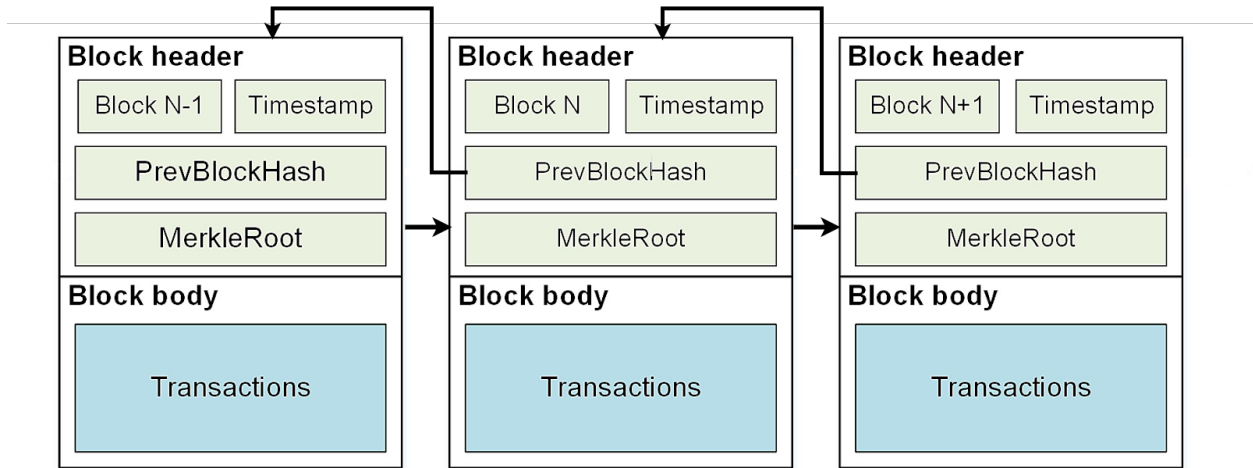 Block header
Block N-1
Timestamp
PrevBlockHash
MerkleRoot
Block body
Transactions
Block header
Block N
Timestamp
PrevBlockHash
MerkleRoot
Block body
Transactions
Block header
Block N+1
Timestamp
PrevBlockHash
MerkleRoot
Block body
Transactions